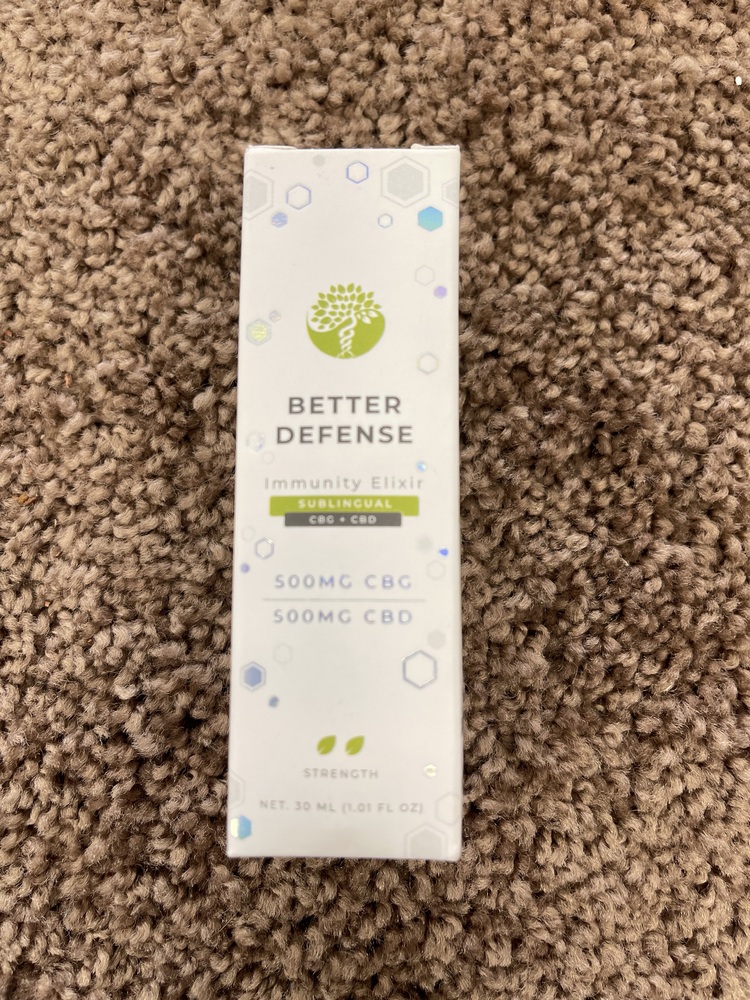 BETTER
DEFENSE
Immunity Elixir
SUBLINGUAL
CBG + CBD
500MG CBG
500MG CBD
STRENGTH
NET. 30 ML (1.01 FL OZ)